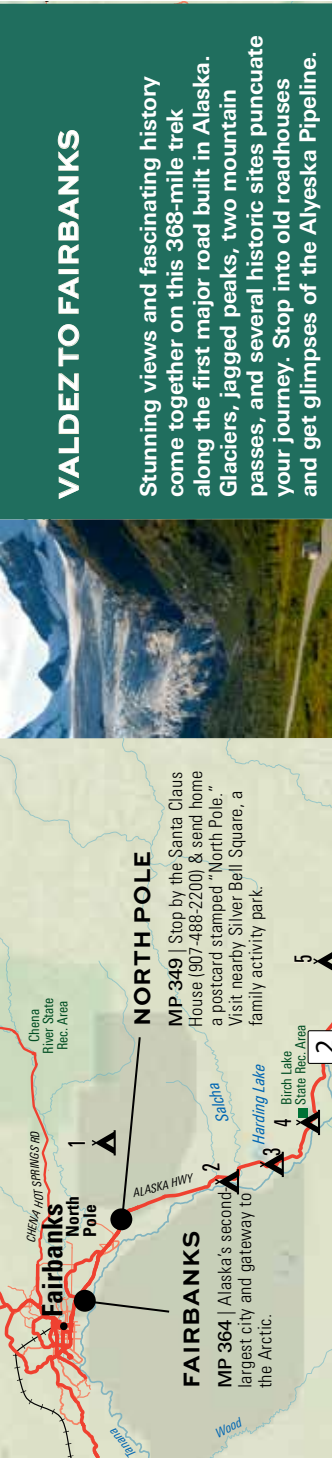 VALDEZ TO FAIRBANKS
Stunning views and fascinating history
come together on this 368-mile trek
along the first major road built in Alaska.
Glaciers, jagged peaks, two mountain
passes, and several historic sites puncuate
your journey. Stop into old roadhouses
and get glimpses of the Alyeska Pipeline.
Chena
River State
Rec. Area
CHENA HOT SPRINGS RD
1
Fairbanks
North
Pole
NORTH POLE
MP 349 | Stop by the Santa Claus
House (907-488-2200) & send home
a postcard stamped “North Pole.”
Visit nearby Silver Bell Square, a
family activity park.
ALASKA HWY
2
Salcha
Harding Lake
3
4
Birch Lake
State Rec. Area
5
2
FAIRBANKS
MP 364 | Alaska's second-
largest city and gateway to
the Arctic.
Tanana
Wood